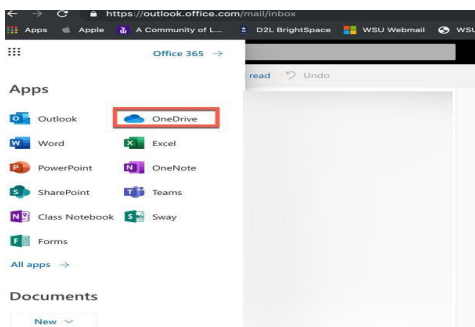 https://outlook.office.com/mail/inbox
Apps Apple A Community of L... D2L BrightSpace WSU Webmail WSU
Office 365 →
read Undo
Apps
Outlook OneDrive
Word Excel
PowerPoint OneNote
SharePoint Teams
Class Notebook Sway
Forms
All apps →
Documents
New